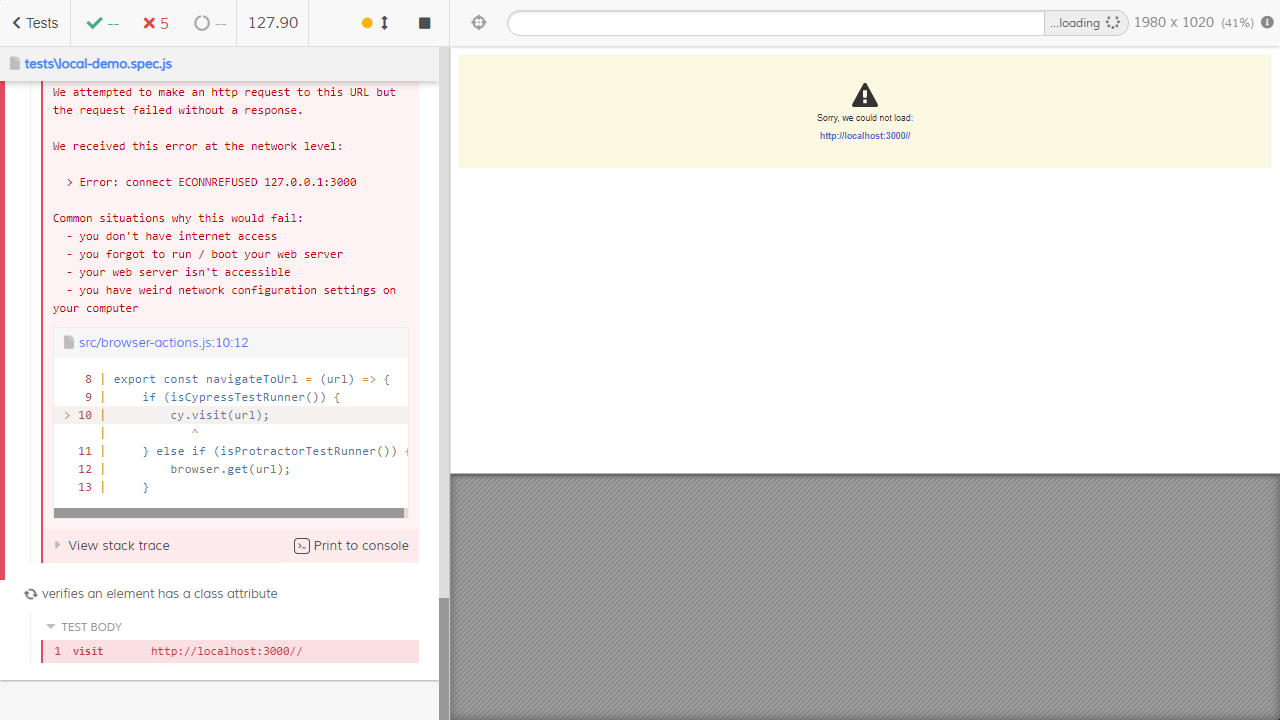 Tests
--
5
--
127.90
...loading
1980 x 1020 (41%)
tests\local-demo.spec.js
We attempted to make an http request to this URL but
the request failed without a response.
We received this error at the network level:
> Error: connect ECONNREFUSED 127.0.0.1:3000
Common situations why this would fail:
- you don't have internet access
- you forgot to run / boot your web server
- your web server isn't accessible
- you have weird network configuration settings on
your computer
src/browser-actions.js:10:12
8 | export const navigateToUrl = (url) => {
9 | if (isCypressTestRunner()) {
> 10 | cy.visit(url);
| ^
11 | } else if (isProtractorTestRunner()) {
12 | browser.get(url);
13 | }
View stack trace
Print to console
verifies an element has a class attribute
TEST BODY
1 visit http://localhost:3000//
Sorry, we could not load:
http://localhost:3000//